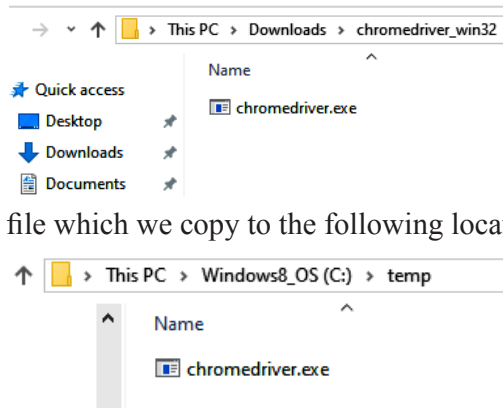 This PC > Downloads > chromedriver_win32
Name
Quick access
chromedriver.exe
Desktop
Downloads
Documents
file which we copy to the following
This PC > Windows8_OS (C:) > temp
Name
chromedriver.exe